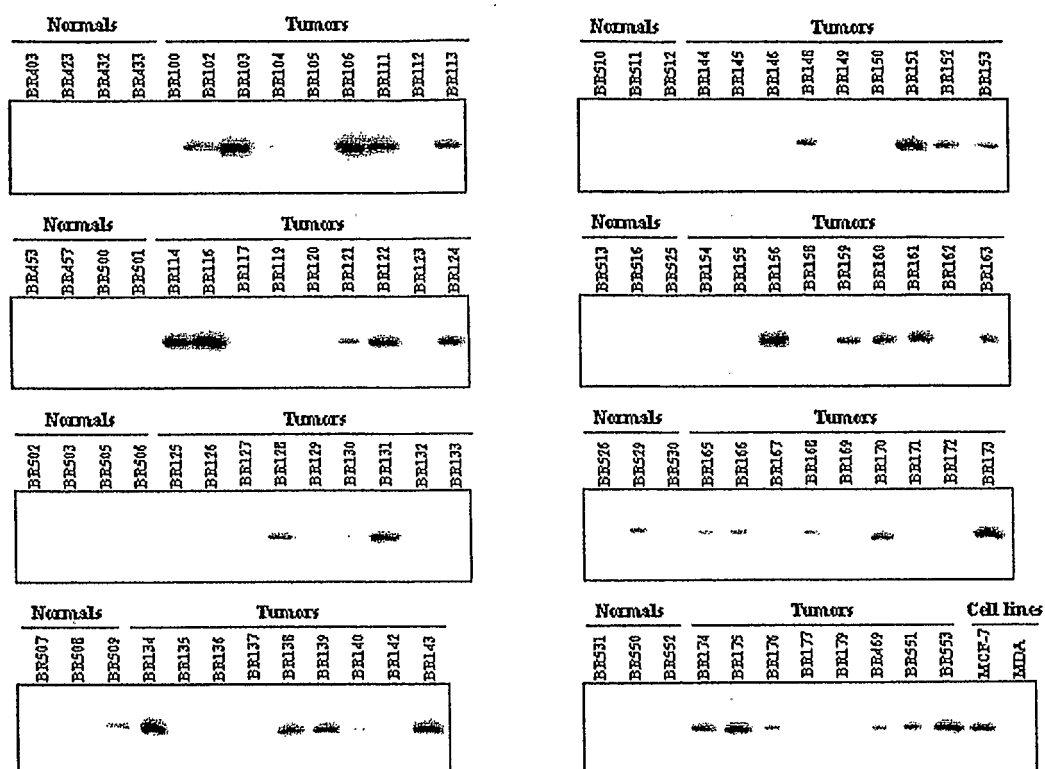 Normals Tumors
BR403 BR423 BR432 BR433 BR100 BR102 BR103 BR104 BR105 BR106 BR111 BR112 BR113
Normals Tumors
BR453 BR457 BR500 BR501 BR114 BR116 BR117 BR119 BR120 BR121 BR122 BR123 BR124
Normals Tumors
BR502 BR503 BR505 BR506 BR125 BR126 BR127 BR128 BR129 BR130 BR131 BR132 BR133
Normals Tumors
BR507 BR508 BR509 BR134 BR135 BR136 BR137 BR138 BR139 BR140 BR142 BR143
Normals Tumors
BR510 BR511 BR512 BR144 BR145 BR146 BR148 BR149 BR150 BR151 BR152 BR153
Normals Tumors
BR513 BR516 BR525 BR154 BR155 BR156 BR158 BR159 BR160 BR161 BR162 BR163
Normals Tumors
BR526 BR529 BR530 BR165 BR166 BR167 BR168 BR169 BR170 BR171 BR172 BR173
Normals Tumors Cell lines
BR531 BR550 BR552 BR174 BR175 BR176 BR177 BR179 BR469 BR551 BR553 MCF-7 MDA